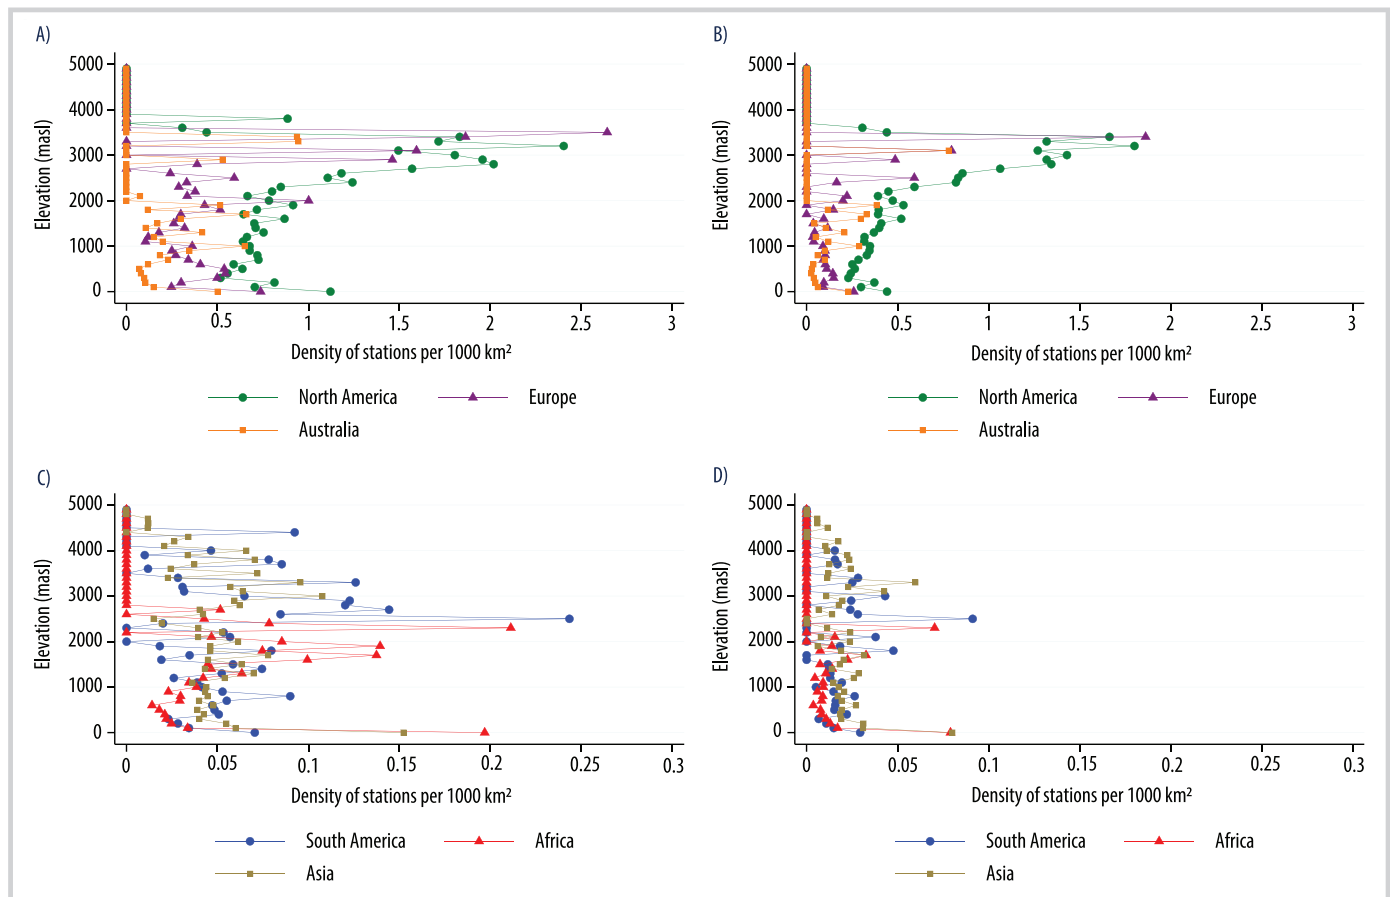 A)
Elevation (masl)
5000
4000
3000
2000
1000
0
0 0.5 1 1.5 2 2.5 3
Density of stations per 1000 km²
North America Europe
Australia
B)
Elevation (masl)
5000
4000
3000
2000
1000
0
0 0.5 1 1.5 2 2.5 3
Density of stations per 1000 km²
North America Europe
Australia
C)
Elevation (masl)
5000
4000
3000
2000
1000
0
0 0.05 0.1 0.15 0.2 0.25 0.3
Density of stations per 1000 km²
South America Africa
Asia
D)
Elevation (masl)
5000
4000
3000
2000
1000
0
0 0.05 0.1 0.15 0.2 0.25 0.3
Density of stations per 1000 km²
South America Africa
Asia